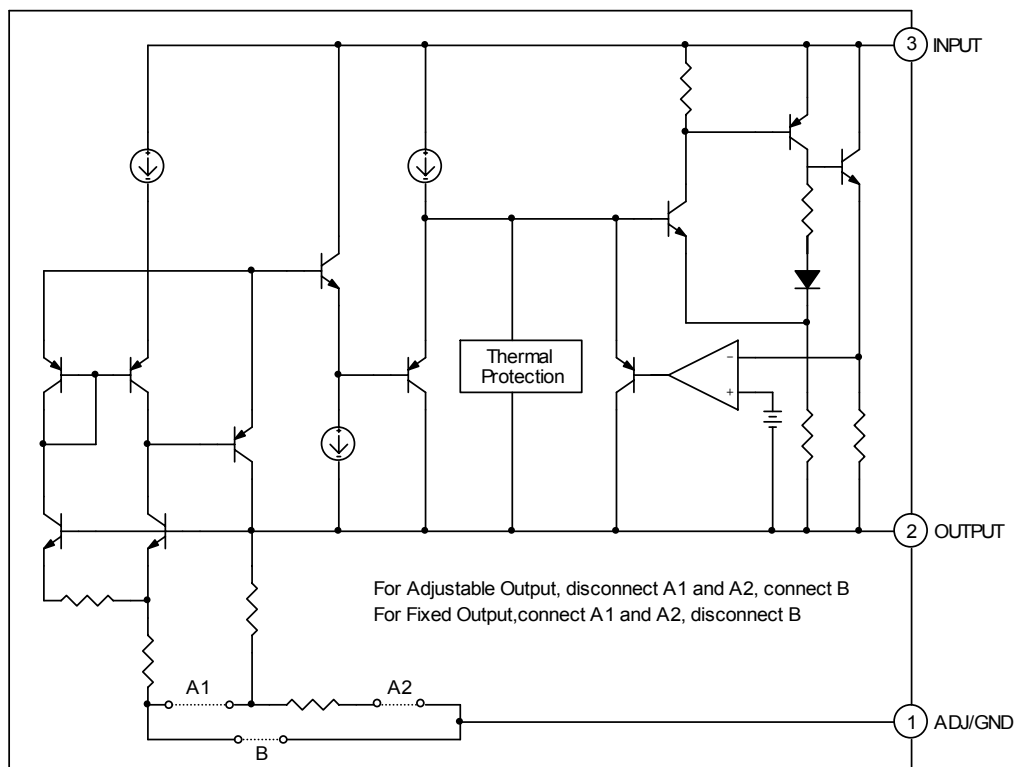 3 INPUT
Thermal
Protection
-
+
2 OUTPUT
For Adjustable Output, disconnect A1 and A2, connect B
For Fixed Output,connect A1 and A2, disconnect B
A1
A2
B
1 ADJ/GND